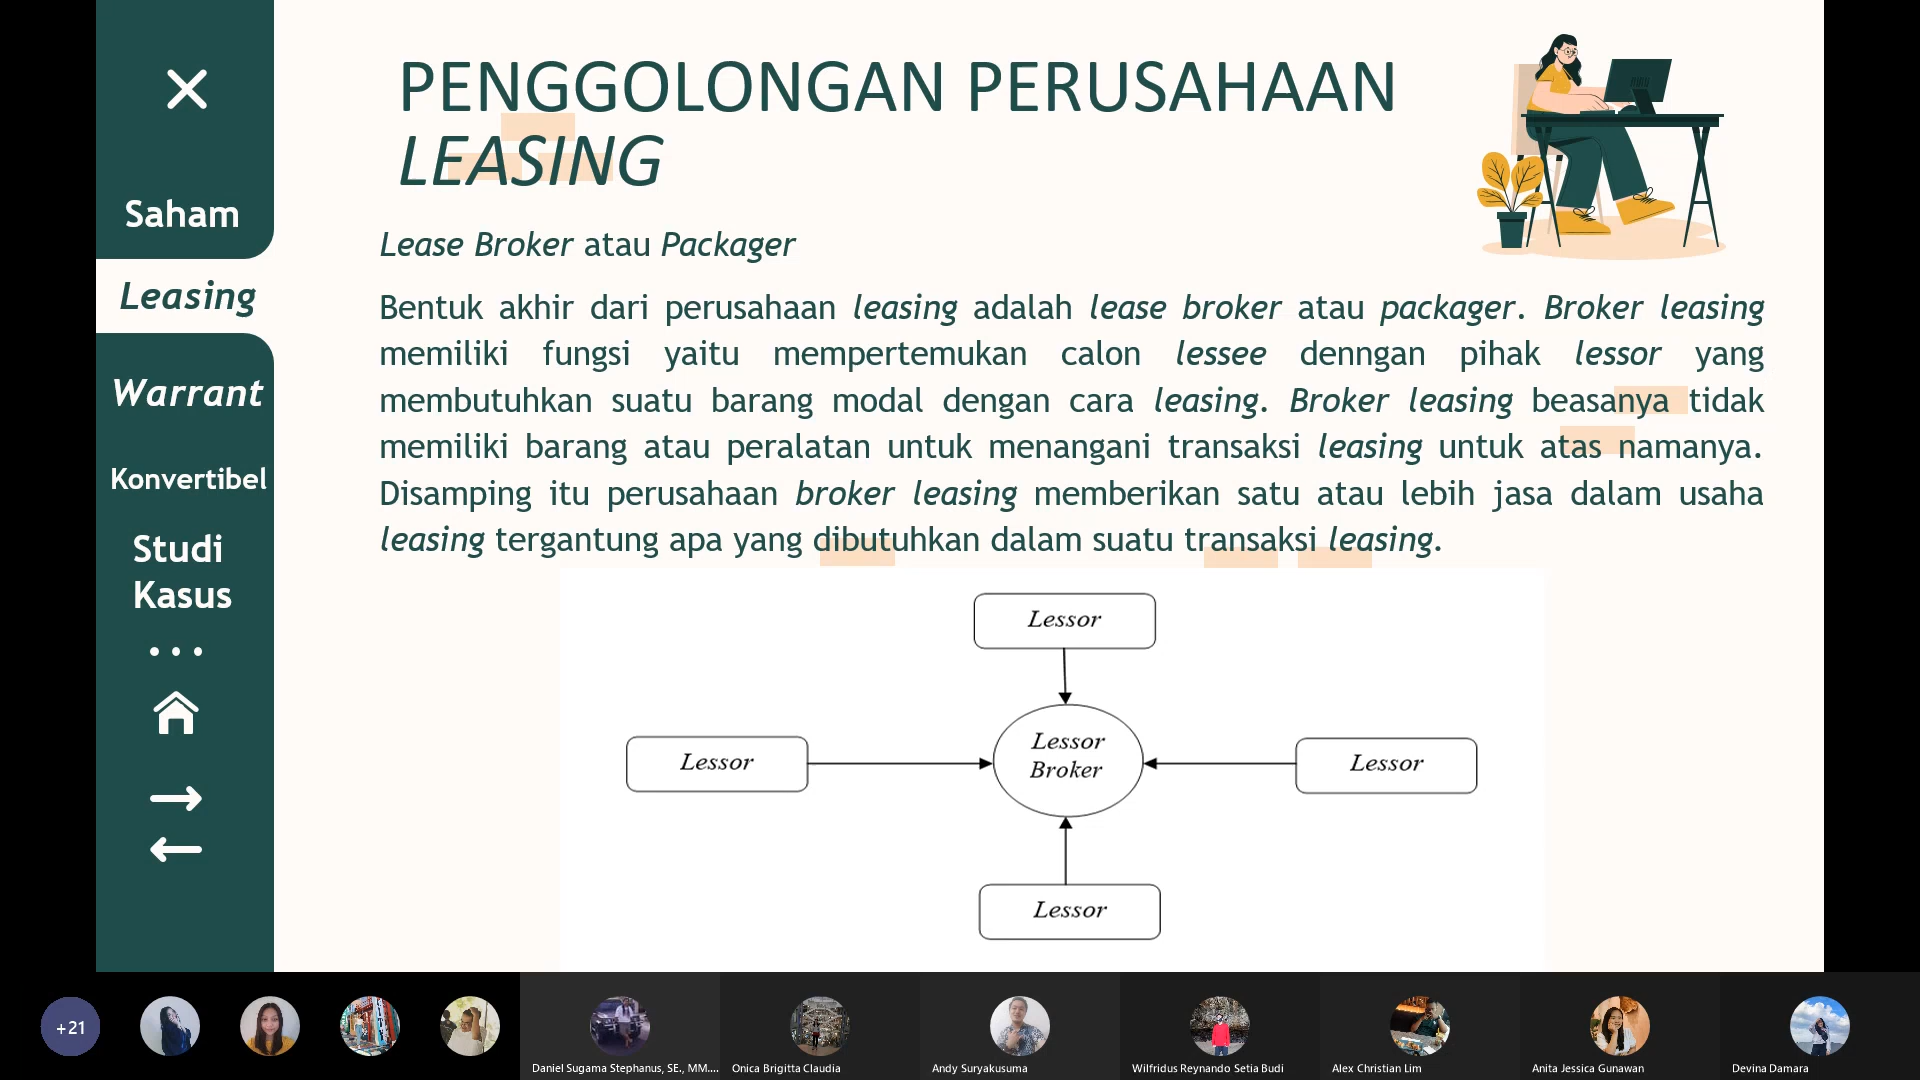 PENGGOLONGAN PERUSAHAAN
LEASING
Saham
Leasing
Warrant
Konvertibel
Studi
Kasus
Lease Broker atau Packager
Bentuk akhir dari perusahaan leasing adalah lease broker atau packager. Broker leasing
memiliki fungsi yaitu mempertemukan calon lessee denngan pihak lessor yang
membutuhkan suatu barang modal dengan cara leasing. Broker leasing beasanya tidak
memiliki barang atau peralatan untuk menangani transaksi leasing untuk atas namanya.
Disamping itu perusahaan broker leasing memberikan satu atau lebih jasa dalam usaha
leasing tergantung apa yang dibutuhkan dalam suatu transaksi leasing.
Lessor
Lessor
Lessor
Broker
Lessor
Lessor
+21
Daniel Sugama Stephanus, SE., MM....
Onica Brigitta Claudia
Andy Suryakusuma
Wilfridus Reynando Setia Budi
Alex Christian Lim
Anita Jessica Gunawan
Devina Damara